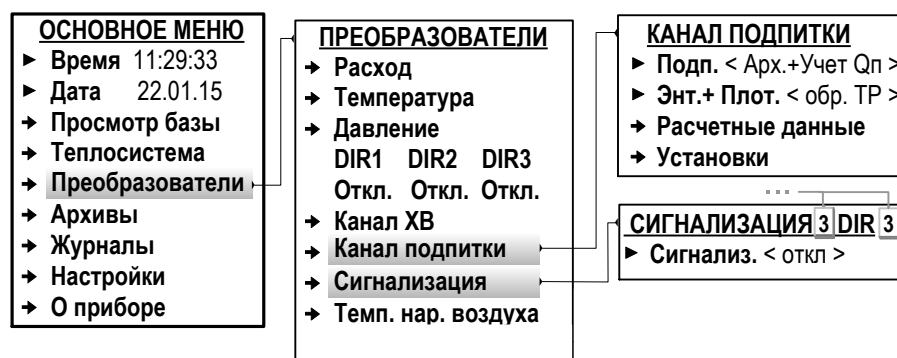 ОСНОВНОЕ МЕНЮ
► Время 11:29:33
► Дата 22.01.15
➔ Просмотр базы
➔ Теплосистема
➔ Преобразователи
➔ Архивы
➔ Журналы
➔ Настройки
➔ О приборе
ПРЕОБРАЗОВАТЕЛИ
➔ Расход
➔ Температура
➔ Давление
DIR1 DIR2 DIR3
Откл. Откл. Откл.
➔ Канал ХВ
➔ Канал подпитки
➔ Сигнализация
➔ Темп. нар. воздуха
КАНАЛ ПОДПИТКИ
► Подп. < Арх.+Учет Qп >
► Энт.+ Плот. < обр. ТР >
➔ Расчетные данные
➔ Установки
...
СИГНАЛИЗАЦИЯ 3 DIR 3
► Сигнализ. < откл >